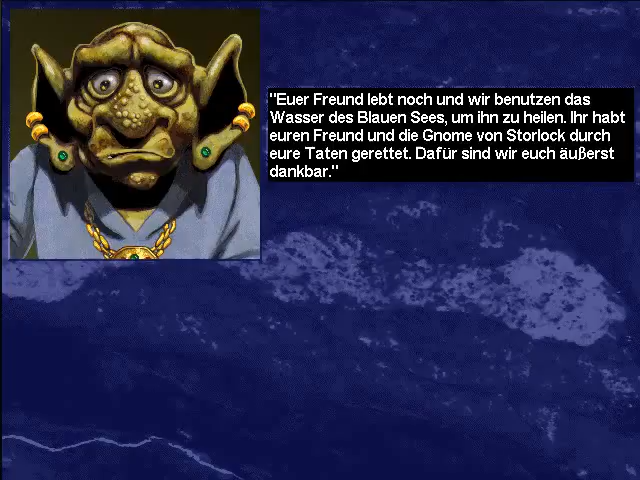 "Euer Freund lebt noch und wir benutzen das
Wasser des Blauen Sees, um ihn zu heilen. Ihr habt
euren Freund und die Gnome von Storlock durch
eure Taten gerettet. Dafür sind wir euch äußerst
dankbar."